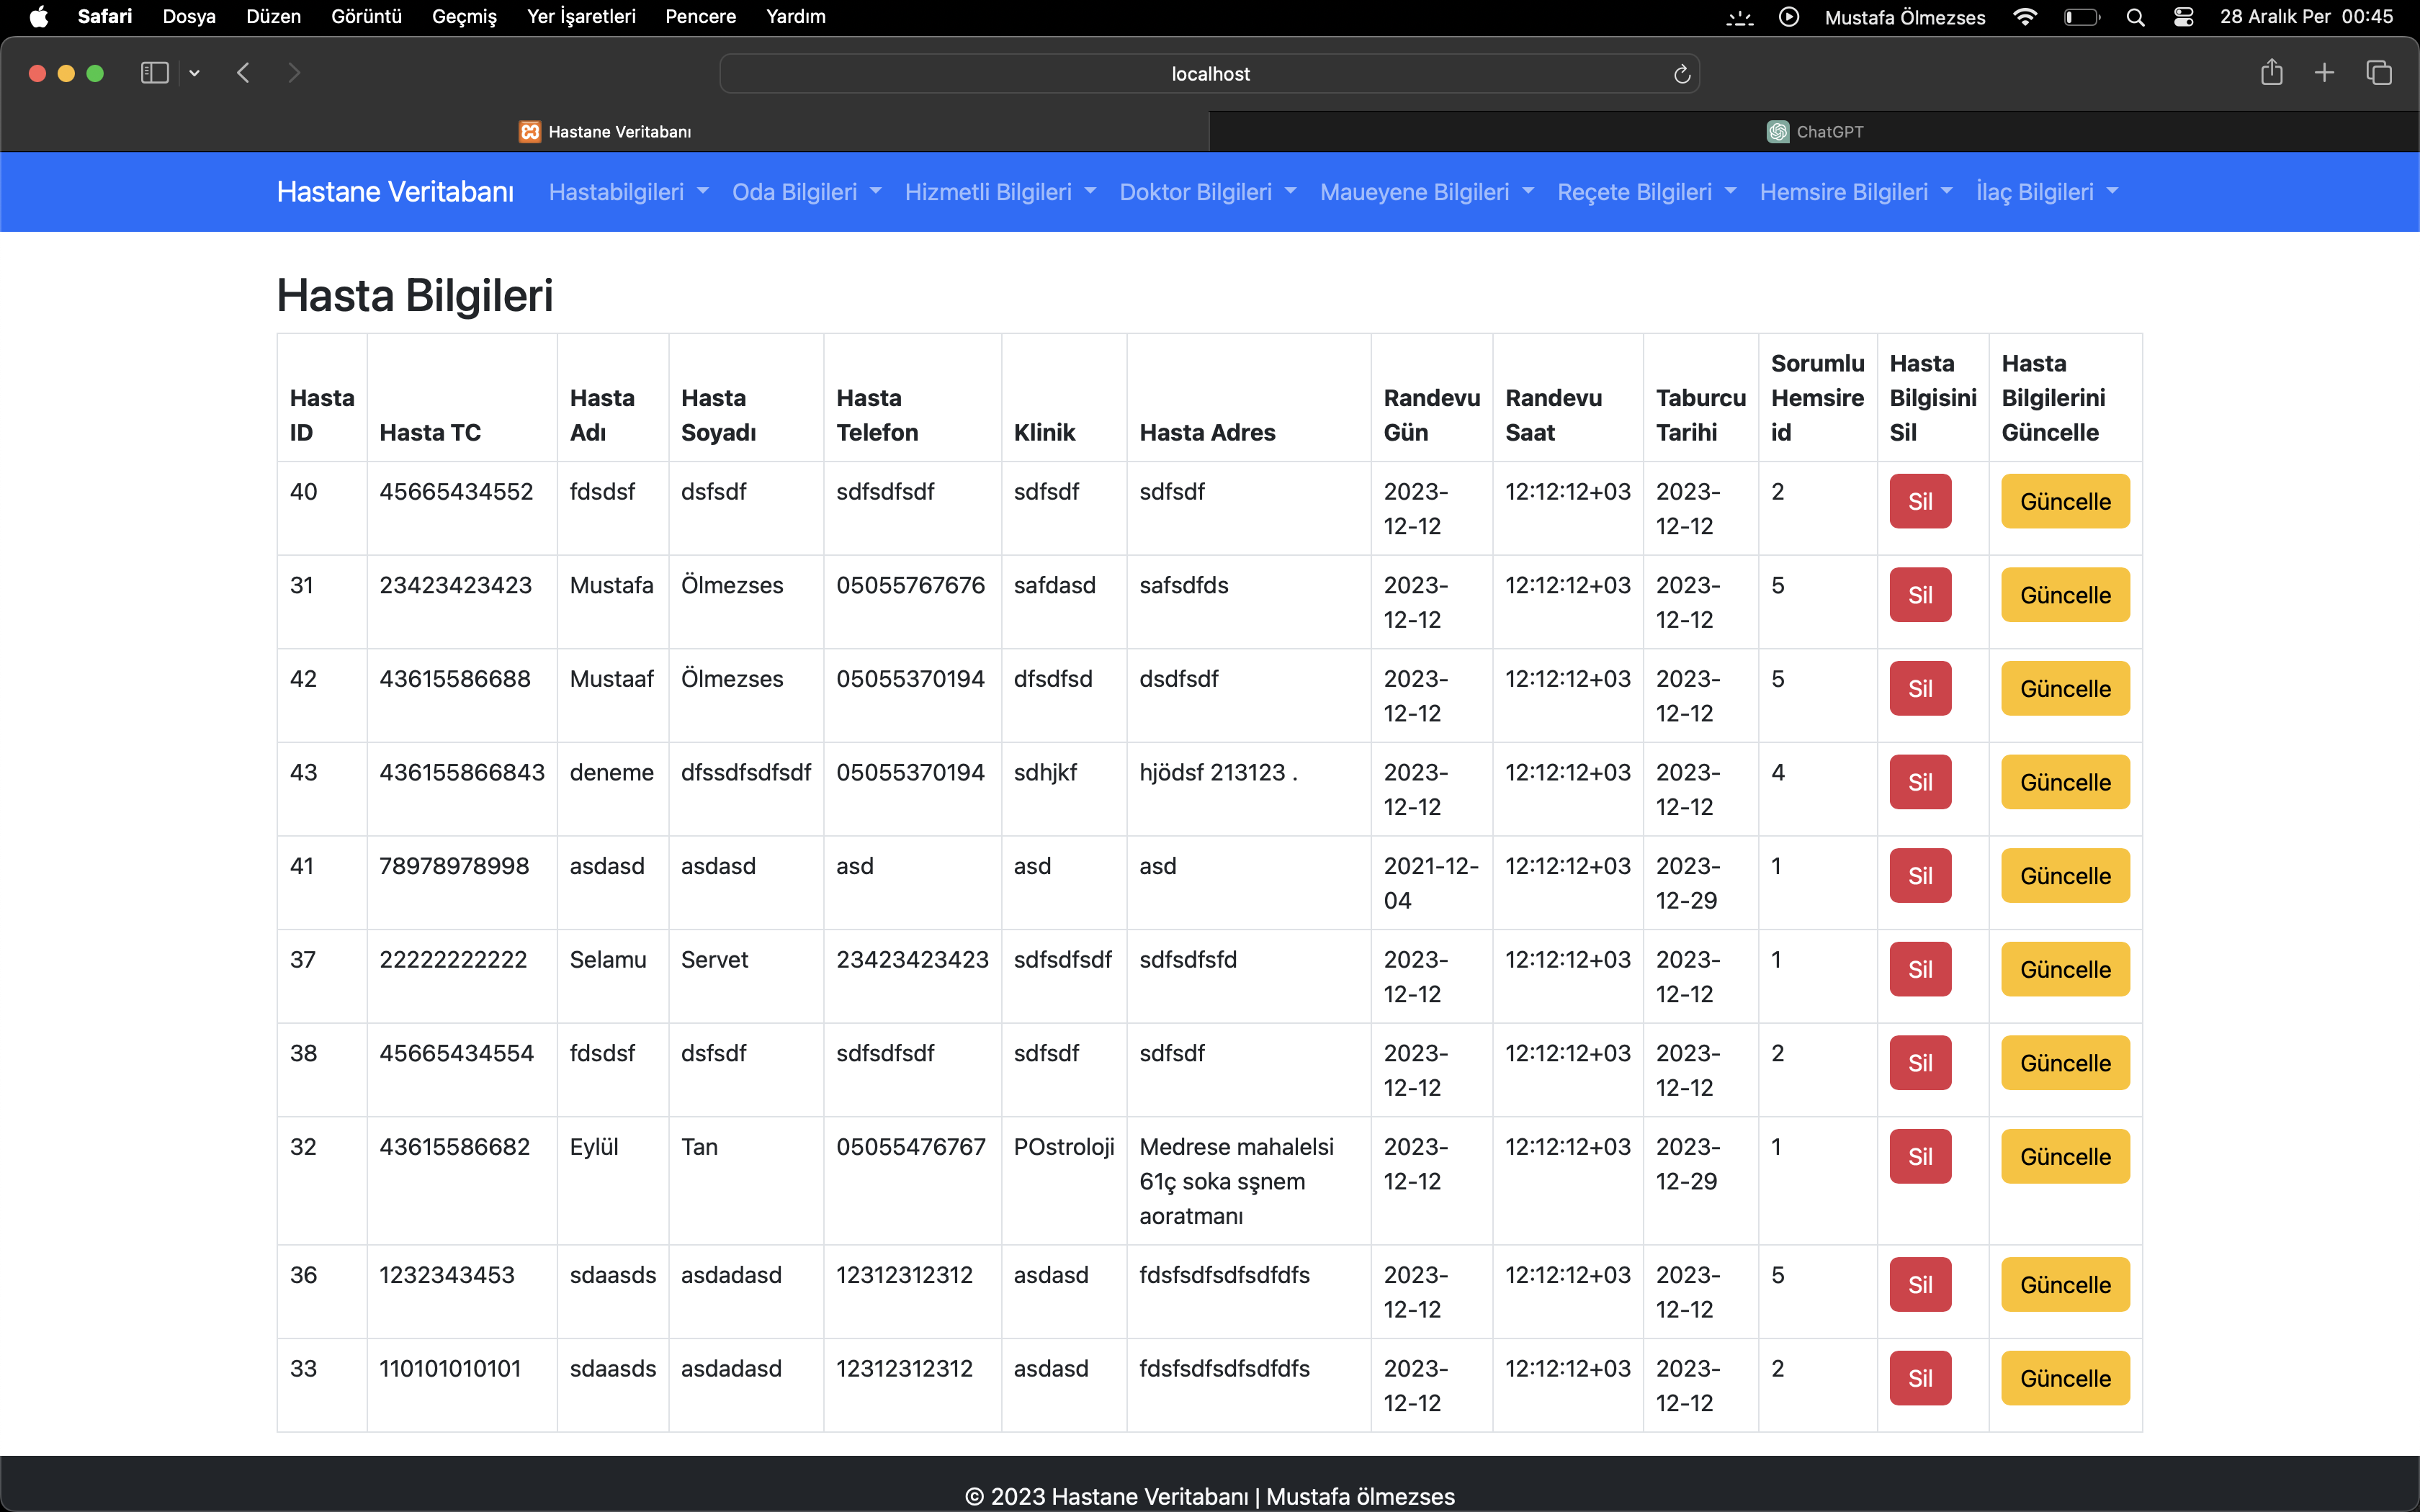 Safari Dosya Düzen Görüntü Geçmiş Yer İşaretleri Pencere Yardım Mustafa Ölmezses 28 Aralık Per 00:45
localhost
Hastane Veritabanı ChatGPT
Hastane Veritabanı Hastabilgileri Oda Bilgileri Hizmetli Bilgileri Doktor Bilgileri Maueyene Bilgileri Reçete Bilgileri Hemsire Bilgileri İlaç Bilgileri
Hasta Bilgileri
Sorumlu Hasta Hasta
Hasta Hasta Hasta Hasta Randevu Randevu Taburcu Hemsire Bilgisini Bilgilerini
ID Hasta TC Adı Soyadı Telefon Klinik Hasta Adres Gün Saat Tarihi id Sil Güncelle
40 45665434552 fdsdsf dsfsdf sdfsdfsdf sdfsdf sdfsdf 2023- 12:12:12+03 2023- 2 Sil Güncelle
12-12 12-12
31 23423423423 Mustafa Ölmezses 05055767676 safdasd safsdfds 2023- 12:12:12+03 2023- 5 Sil Güncelle
12-12 12-12
42 43615586688 Mustaaf Ölmezses 05055370194 dfsdfsd dsdfsdf 2023- 12:12:12+03 2023- 5 Sil Güncelle
12-12 12-12
43 436155866843 deneme dfssdfsdfsdf 05055370194 sdhjkf hjödsf 213123 . 2023- 12:12:12+03 2023- 4 Sil Güncelle
12-12 12-12
41 78978978998 asdasd asdasd asd asd asd 2021-12- 12:12:12+03 2023- 1 Sil Güncelle
04 12-29
37 22222222222 Selamu Servet 23423423423 sdfsdfsdf sdfsdfsfd 2023- 12:12:12+03 2023- 1 Sil Güncelle
12-12 12-12
38 45665434554 fdsdsf dsfsdf sdfsdfsdf sdfsdf sdfsdf 2023- 12:12:12+03 2023- 2 Sil Güncelle
12-12 12-12
32 43615586682 Eylül Tan 05055476767 POstroloji Medrese mahalelsi 2023- 12:12:12+03 2023- 1 Sil Güncelle
61ç soka sşnem 12-12 12-29
aoratmanı
36 1232343453 sdaasds asdadasd 12312312312 asdasd fdsfsdfsdfsdfdfs 2023- 12:12:12+03 2023- 5 Sil Güncelle
12-12 12-12
33 110101010101 sdaasds asdadasd 12312312312 asdasd fdsfsdfsdfsdfdfs 2023- 12:12:12+03 2023- 2 Sil Güncelle
12-12 12-12
© 2023 Hastane Veritabanı | Mustafa ölmezses